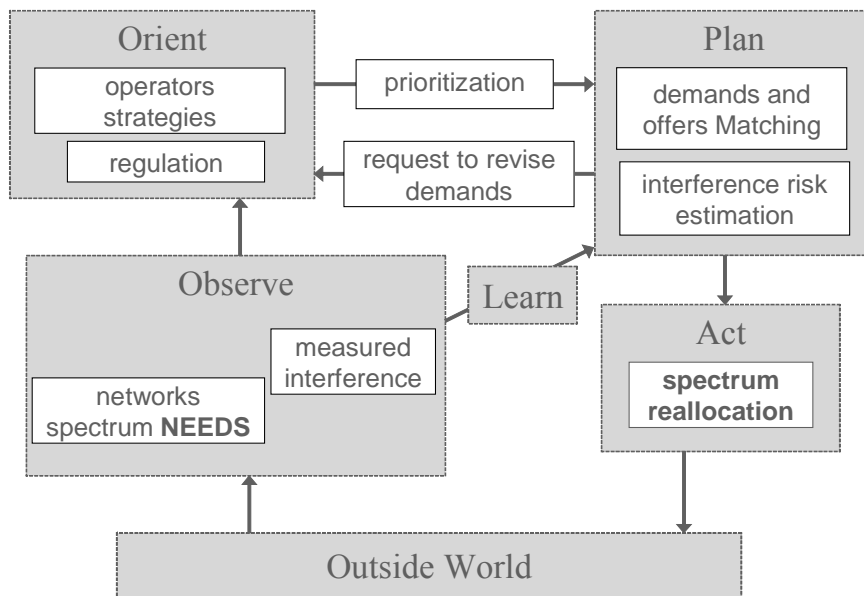 Orient
operators
strategies
regulation
prioritization
request to revise
demands
Plan
demands and
offers Matching
interference risk
estimation
Observe
measured
interference
networks
spectrum NEEDS
Learn
Act
spectrum
reallocation
Outside World